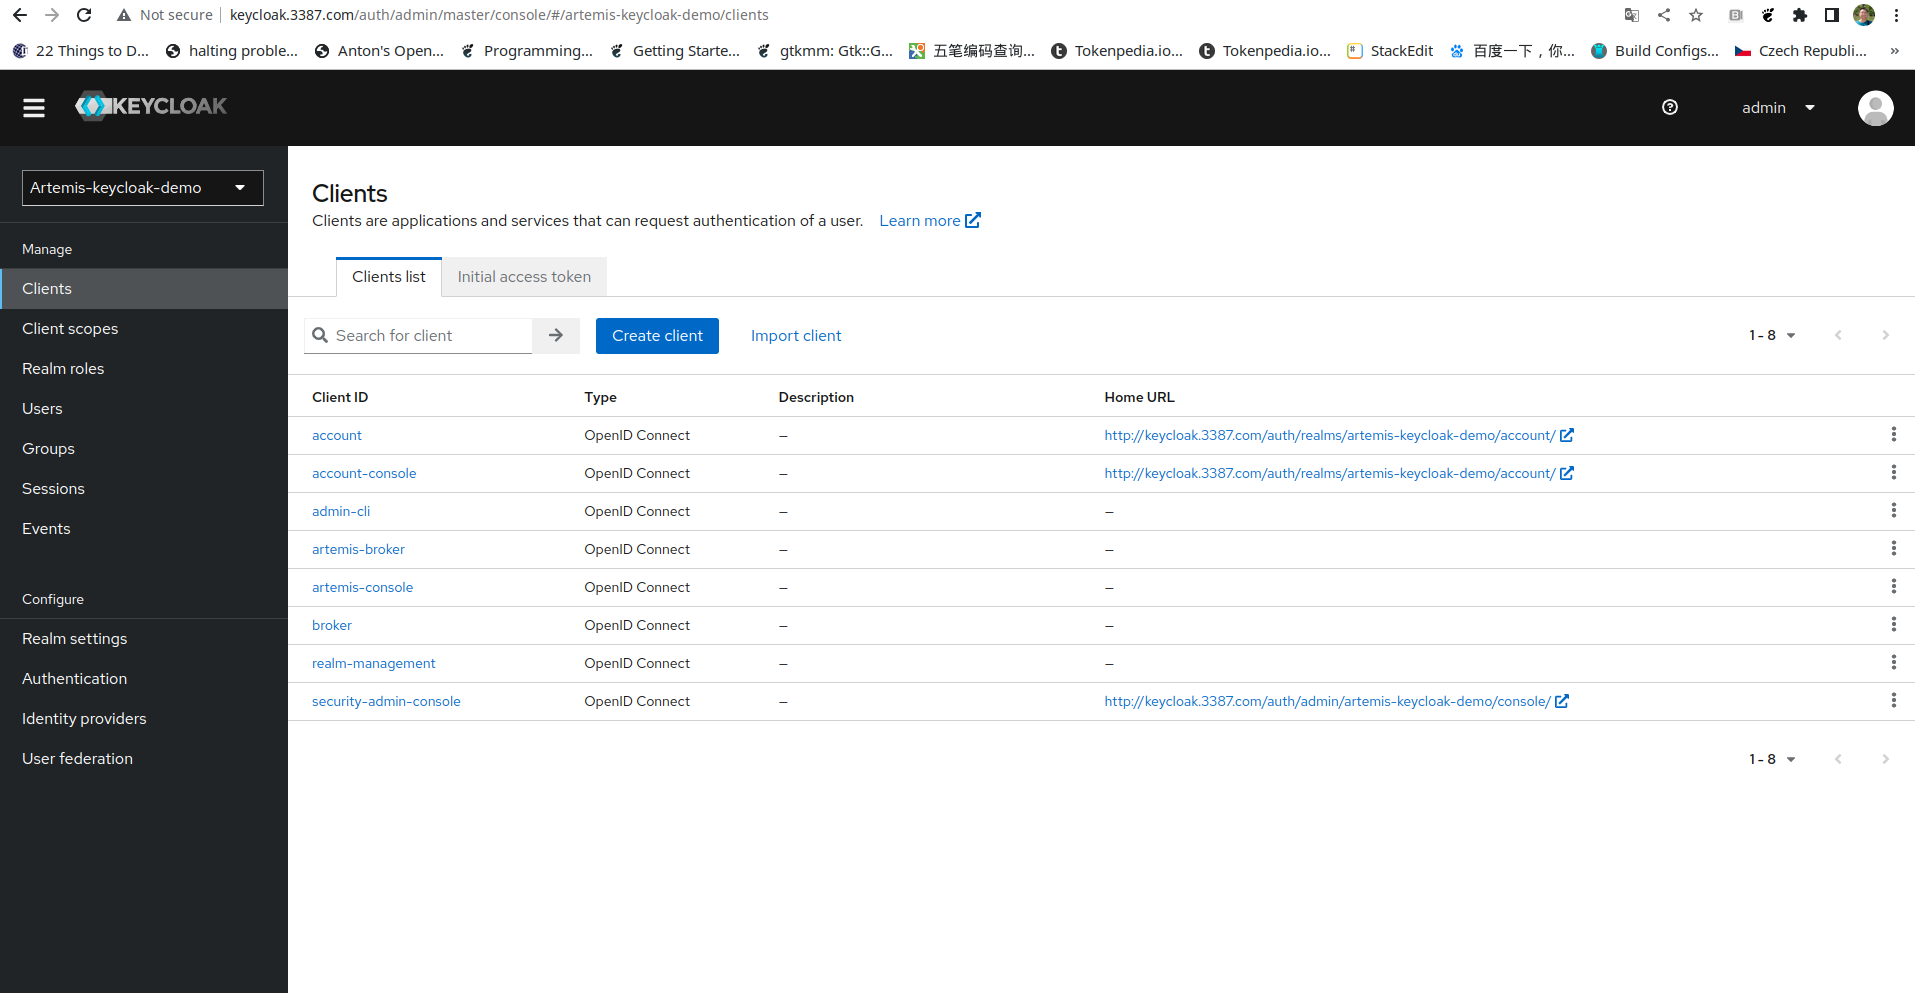 Not secure | keycloak.3387.com/auth/admin/master/console/#/artemis-keycloak-demo/clients
22 Things to D... halting proble... Anton's Open... Programming... Getting Starte... gtkmm: Gtk::G... 五笔编码查询... Tokenpedia.io... Tokenpedia.io... StackEdit 百度一下，你... Build Configs... Czech Republi... »
KEYCLOAK admin
Artemis-keycloak-demo
Manage
Clients
Client scopes
Realm roles
Users
Groups
Sessions
Events
Configure
Realm settings
Authentication
Identity providers
User federation
Clients
Clients are applications and services that can request authentication of a user. Learn more
Clients list Initial access token
Search for client Create client Import client 1 - 8
Client ID Type Description Home URL
account OpenID Connect – http://keycloak.3387.com/auth/realms/artemis-keycloak-demo/account/
account-console OpenID Connect – http://keycloak.3387.com/auth/realms/artemis-keycloak-demo/account/
admin-cli OpenID Connect – –
artemis-broker OpenID Connect – –
artemis-console OpenID Connect – –
broker OpenID Connect – –
realm-management OpenID Connect – –
security-admin-console OpenID Connect – http://keycloak.3387.com/auth/admin/artemis-keycloak-demo/console/
1 - 8